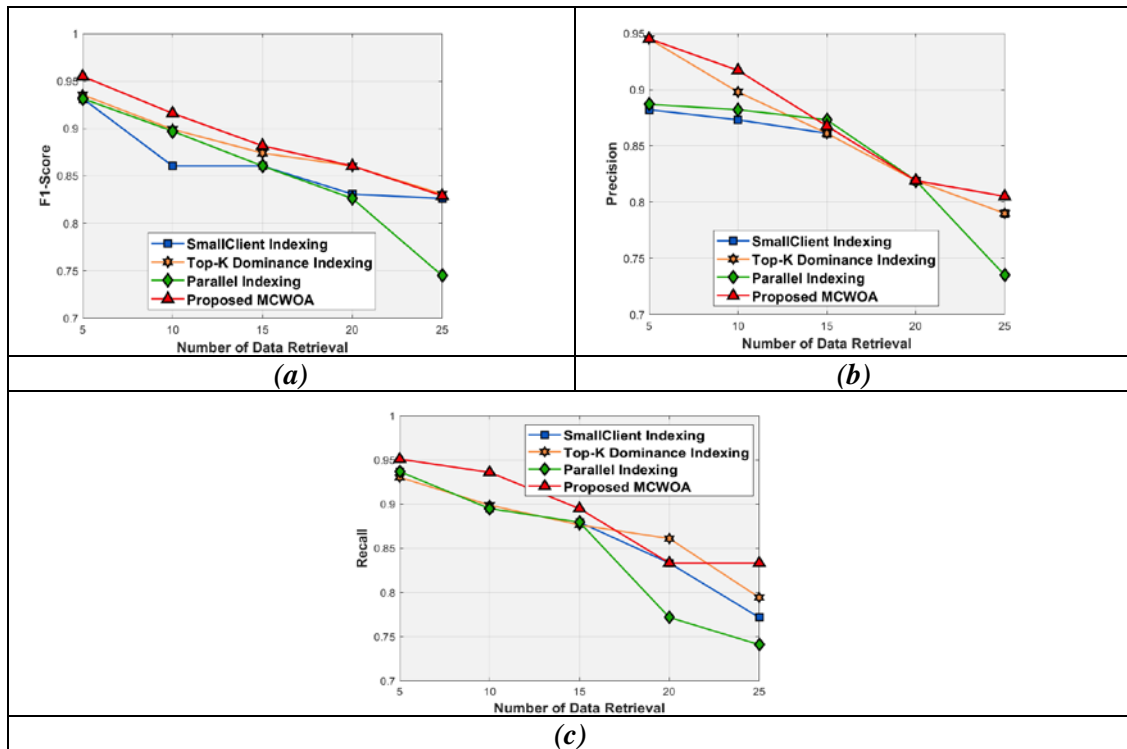 1
0.95
0.9
0.85
0.8
0.75
0.7
F1-Score
SmallClient Indexing
Top-K Dominance Indexing
Parallel Indexing
Proposed MCWOA
5 10 15 20 25
Number of Data Retrieval
(a)
0.95
0.9
0.85
0.8
0.75
0.7
Precision
SmallClient Indexing
Top-K Dominance Indexing
Parallel Indexing
Proposed MCWOA
5 10 15 20 25
Number of Data Retrieval
(b)
1
0.95
0.9
0.85
0.8
0.75
0.7
Recall
SmallClient Indexing
Top-K Dominance Indexing
Parallel Indexing
Proposed MCWOA
5 10 15 20 25
Number of Data Retrieval
(c)